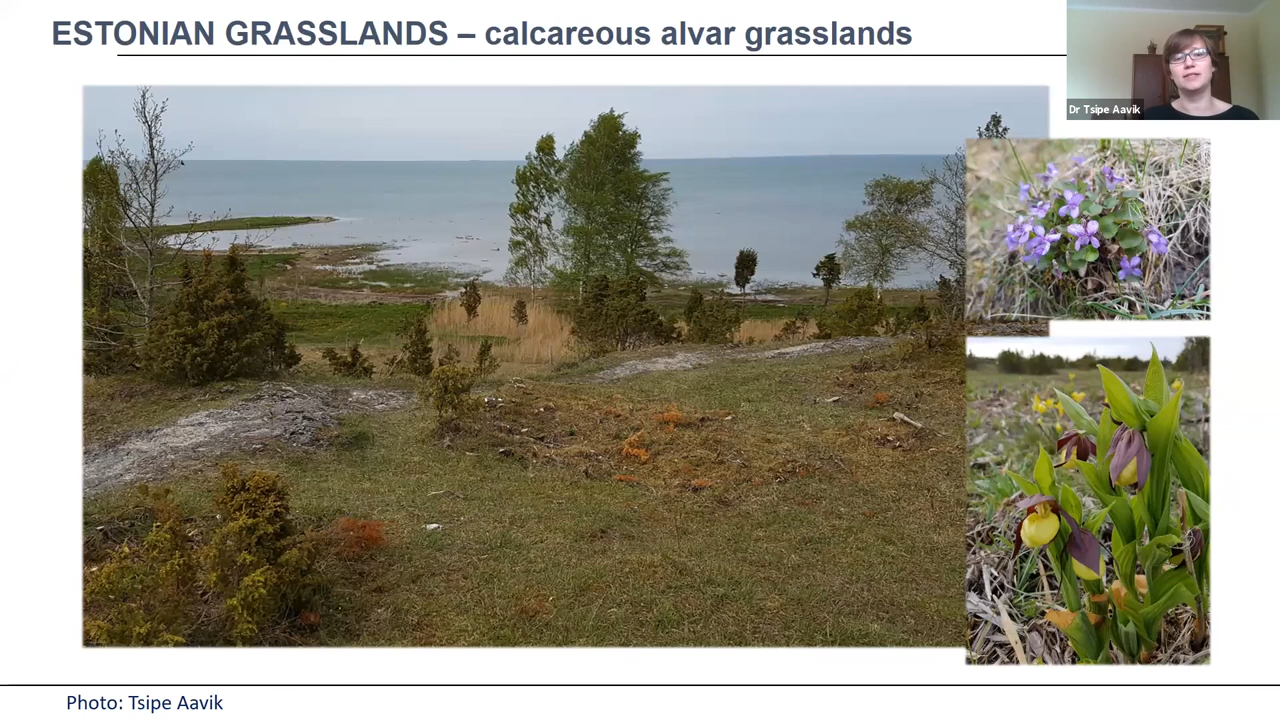 ESTONIAN GRASSLANDS – calcareous alvar grasslands
Dr Tsipe Aavik
Photo: Tsipe Aavik